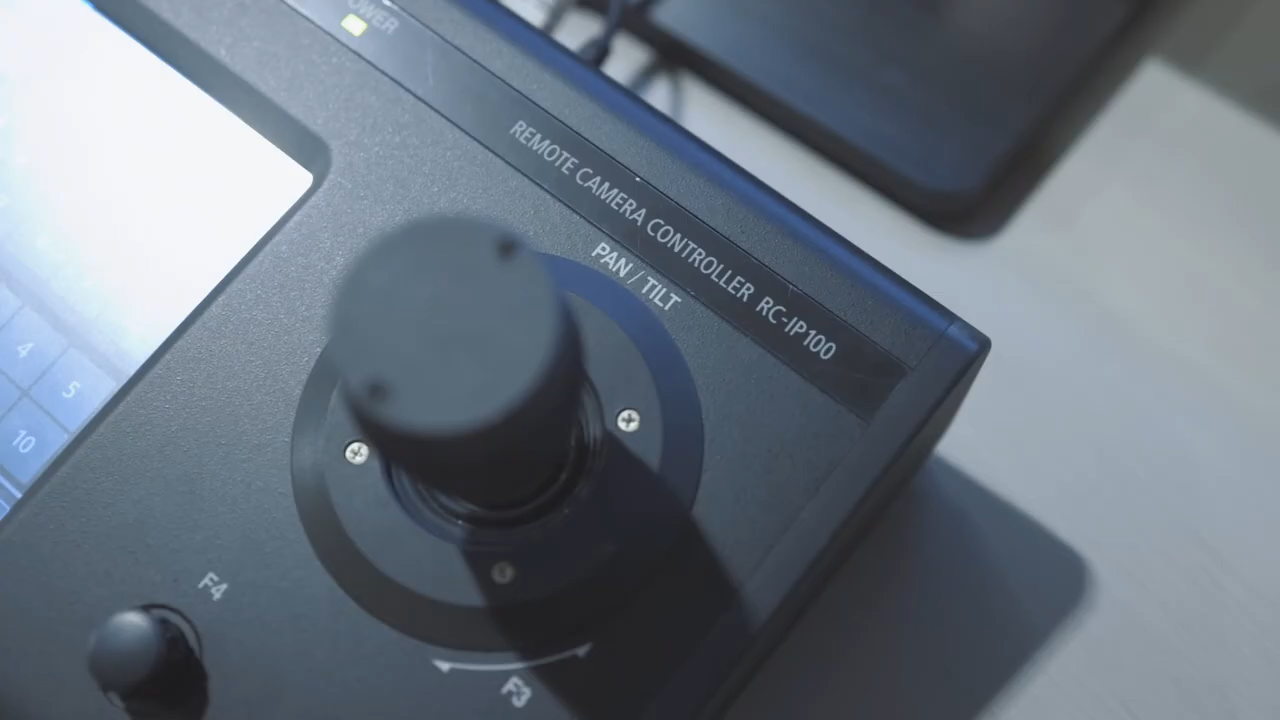 POWER
REMOTE CAMERA CONTROLLER RC-IP100
PAN / TILT
4
5
10
F4
F3